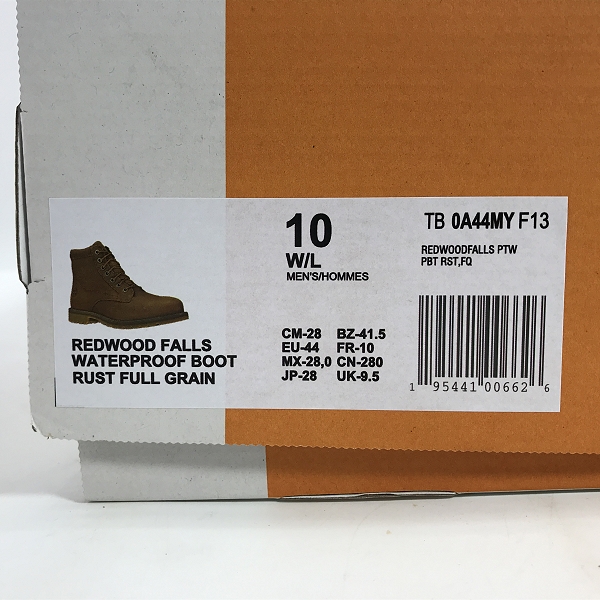 REDWOOD FALLS
WATERPROOF BOOT
RUST FULL GRAIN
10
W/L
MEN'S/HOMMES
CM-28 BZ-41.5
EU-44 FR-10
MX-28,0 CN-280
JP-28 UK-9.5
TB 0A44MY F13
REDWOODFALLS PTW
PBT RST,FQ
1 95441 00662 6